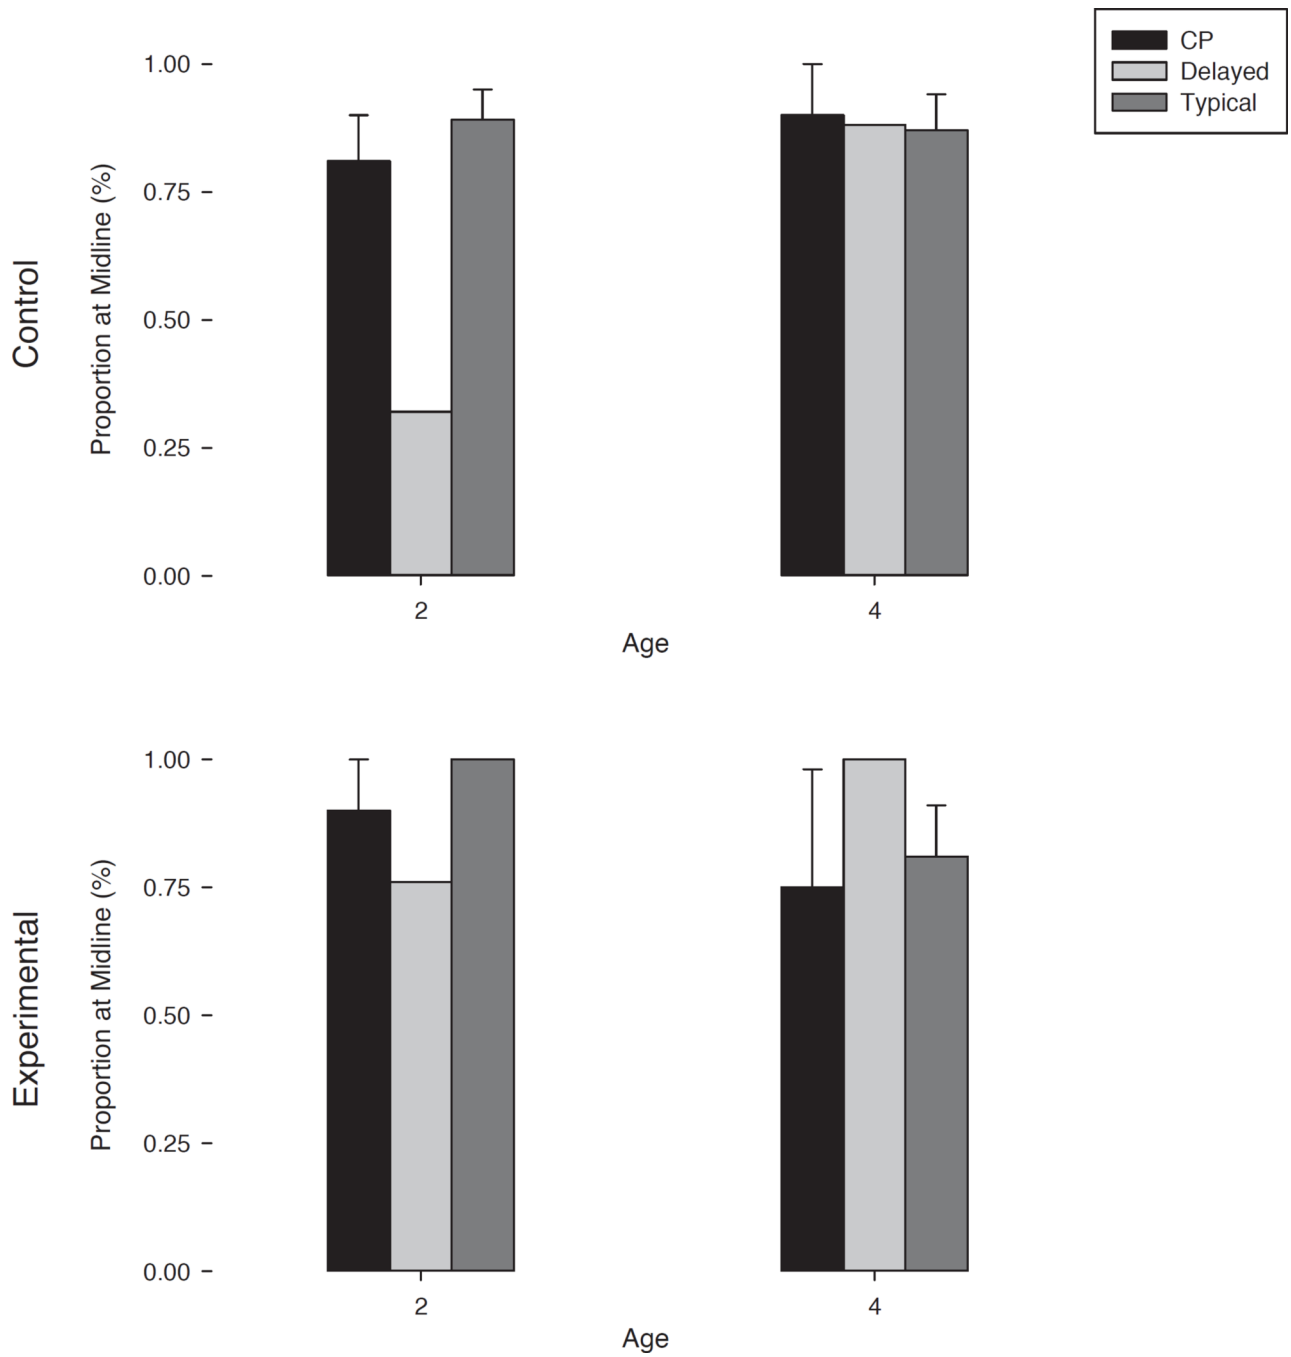 CP
Delayed
Typical
Control
Proportion at Midline (%)
1.00
0.75
0.50
0.25
0.00
2
4
Age
Experimental
Proportion at Midline (%)
1.00
0.75
0.50
0.25
0.00
2
4
Age